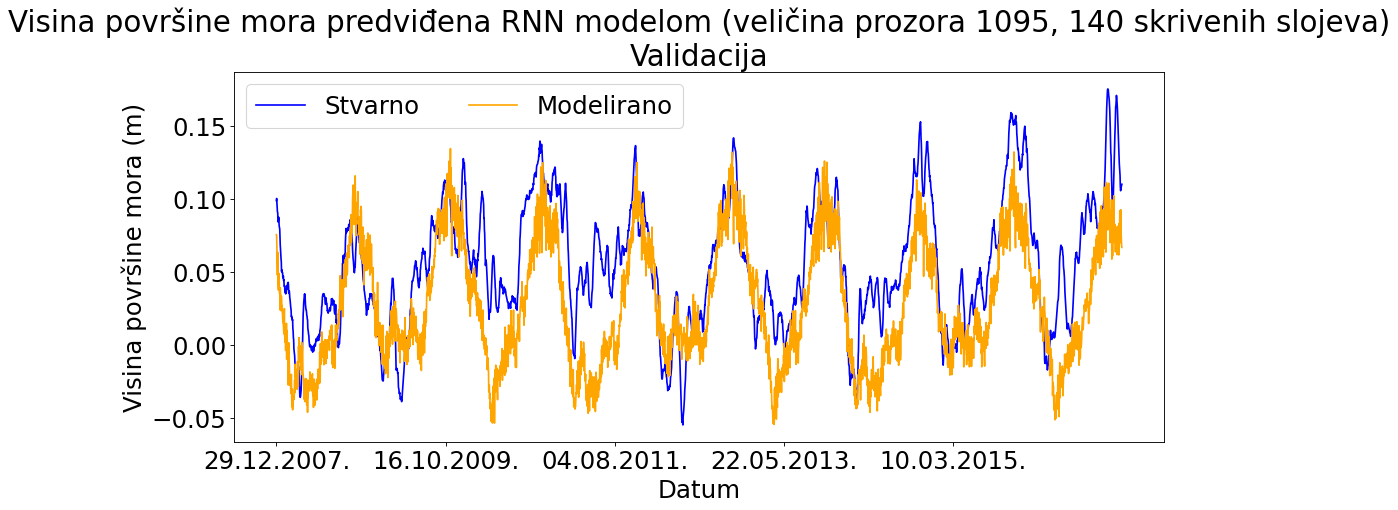 Visina površine mora predviđena RNN modelom (veličina prozora 1095, 140 skrivenih slojeva)
Validacija
Stvarno
Modelirano
Visina površine mora (m)
0.15
0.10
0.05
0.00
−0.05
29.12.2007.
16.10.2009.
04.08.2011.
22.05.2013.
10.03.2015.
Datum